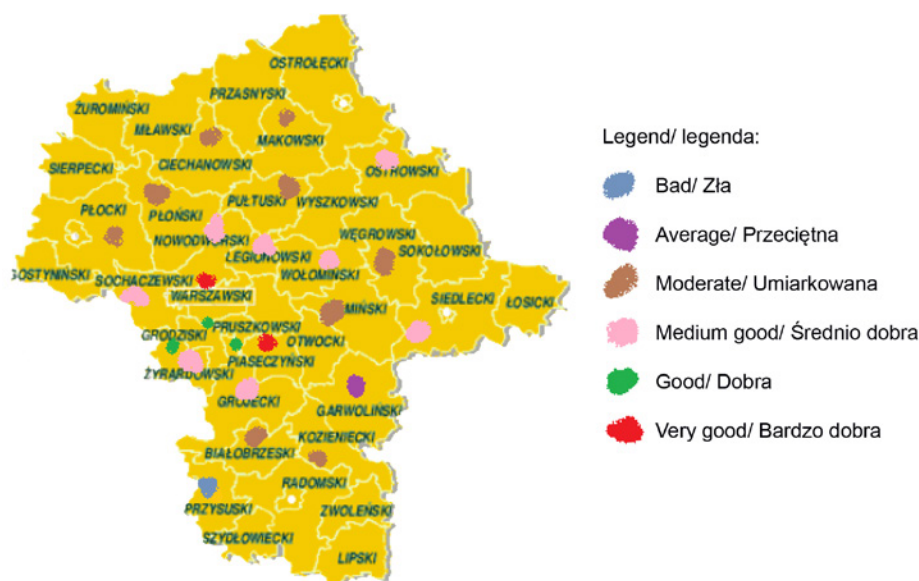 OSTROŁĘCKI
PRZASNYSKI
ŻUROMIŃSKI
MŁAWSKI
MAKOWSKI
CIECHANOWSKI
SIERPECKI
OSTROWSKI
PŁOCKI
PŁOŃSKI
PUŁTUSKI
WYSZKOWSKI
NOWODWORSKI
WĘGROWSKI
SOKOŁOWSKI
LEGIONOWSKI
WOŁOMIŃSKI
GOSTYNIŃSKI
SOCHACZEWSKI
WARSZAWSKI
SIEDLECKI
ŁOSICKI
MIŃSKI
PRUSZKOWSKI
GRODZISKI
OTWOCKI
PIASECZYŃSKI
ŻYRARDOWSKI
GRÓJECKI
GARWOLIŃSKI
KOZIENICKI
BIAŁOBRZESKI
RADOMSKI
PRZYSUSKI
ZWOLEŃSKI
SZYDŁOWIECKI
LIPSKI
Legend/ legenda:
Bad/ Zła
Average/ Przeciętna
Moderate/ Umiarkowana
Medium good/ Średnio dobra
Good/ Dobra
Very good/ Bardzo dobra